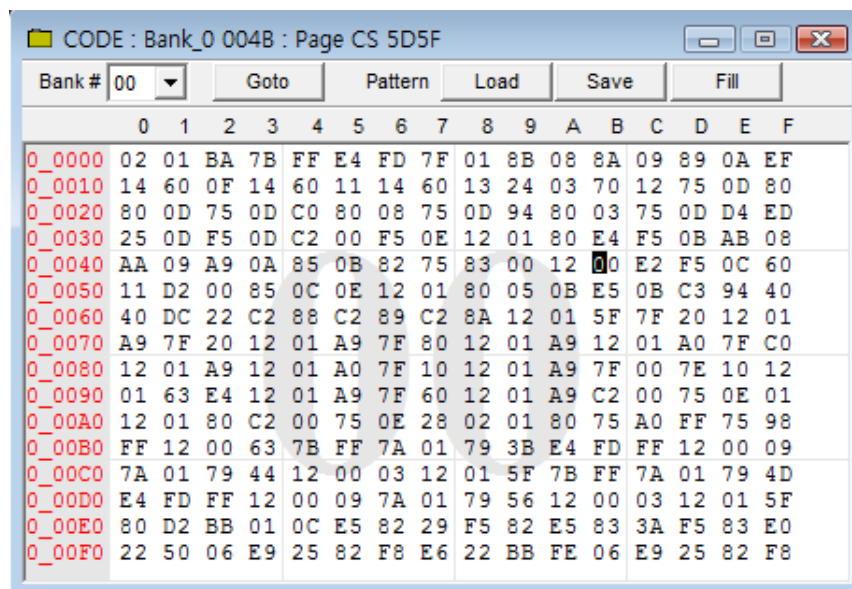 CODE : Bank_0 004B : Page CS 5D5F
Bank # 00 Goto Pattern Load Save Fill
0 1 2 3 4 5 6 7 8 9 A B C D E F
0_0000 02 01 BA 7B FF E4 FD 7F 01 8B 08 8A 09 89 0A EF
0_0010 14 60 0F 14 60 11 14 60 13 24 03 70 12 75 0D 80
0_0020 80 0D 75 0D C0 80 08 75 0D 94 80 03 75 0D D4 ED
0_0030 25 0D F5 0D C2 00 F5 0E 12 01 80 E4 F5 0B AB 08
0_0040 AA 09 A9 0A 85 0B 82 75 83 00 12 00 E2 F5 0C 60
0_0050 11 D2 00 85 0C 0E 12 01 80 05 0B E5 0B C3 94 40
0_0060 40 DC 22 C2 88 C2 89 C2 8A 12 01 5F 7F 20 12 01
0_0070 A9 7F 20 12 01 A9 7F 80 12 01 A9 12 01 A0 7F C0
0_0080 12 01 A9 12 01 A0 7F 10 12 01 A9 7F 00 7E 10 12
0_0090 01 63 E4 12 01 A9 7F 60 12 01 A9 C2 00 75 0E 01
0_00A0 12 01 80 C2 00 75 0E 28 02 01 80 75 A0 FF 75 98
0_00B0 FF 12 00 63 7B FF 7A 01 79 3B E4 FD FF 12 00 09
0_00C0 7A 01 79 44 12 00 03 12 01 5F 7B FF 7A 01 79 4D
0_00D0 E4 FD FF 12 00 09 7A 01 79 56 12 00 03 12 01 5F
0_00E0 80 D2 BB 01 0C E5 82 29 F5 82 E5 83 3A F5 83 E0
0_00F0 22 50 06 E9 25 82 F8 E6 22 BB FE 06 E9 25 82 F8
00